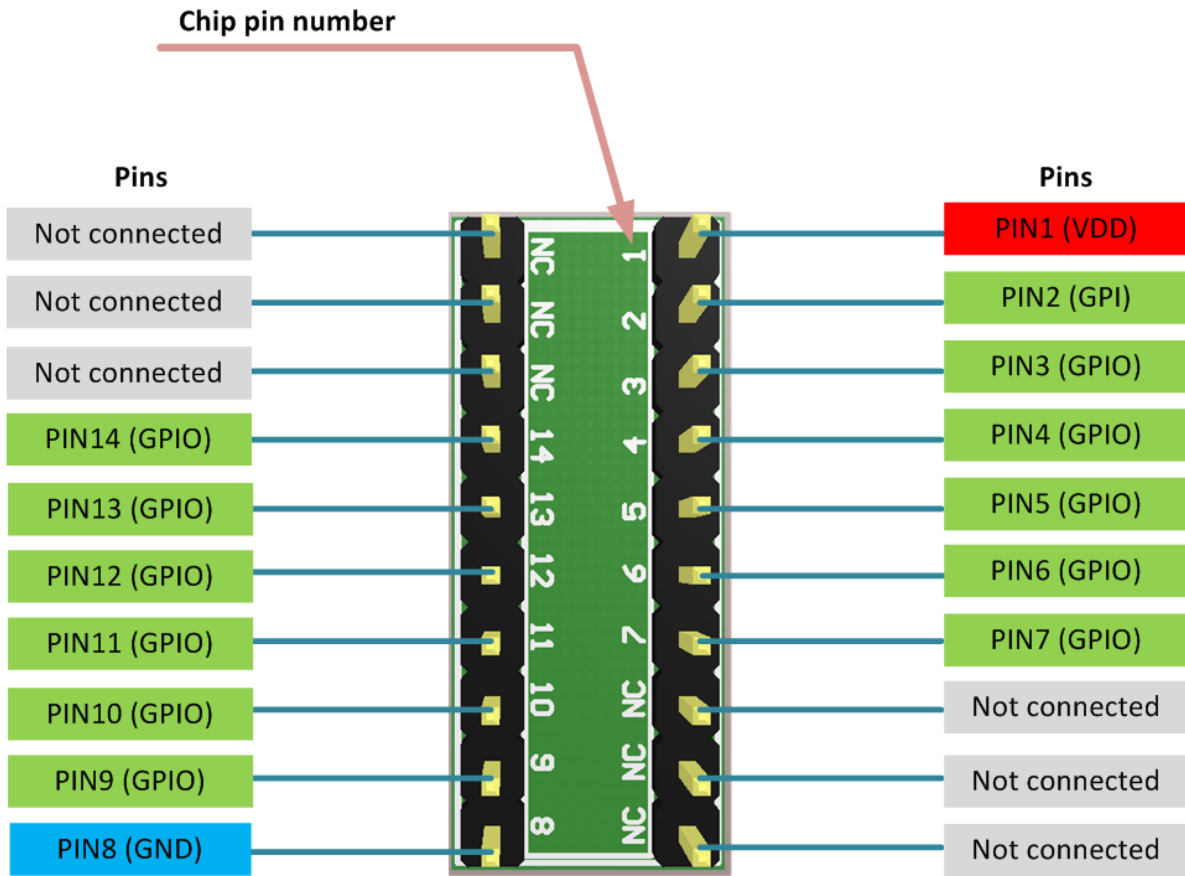 Chip pin number
Pins
Not connected
Not connected
Not connected
PIN14 (GPIO)
PIN13 (GPIO)
PIN12 (GPIO)
PIN11 (GPIO)
PIN10 (GPIO)
PIN9 (GPIO)
PIN8 (GND)
NC
NC
NC
14
13
12
11
10
9
8
1
2
3
4
5
6
7
NC
NC
NC
Pins
PIN1 (VDD)
PIN2 (GPI)
PIN3 (GPIO)
PIN4 (GPIO)
PIN5 (GPIO)
PIN6 (GPIO)
PIN7 (GPIO)
Not connected
Not connected
Not connected